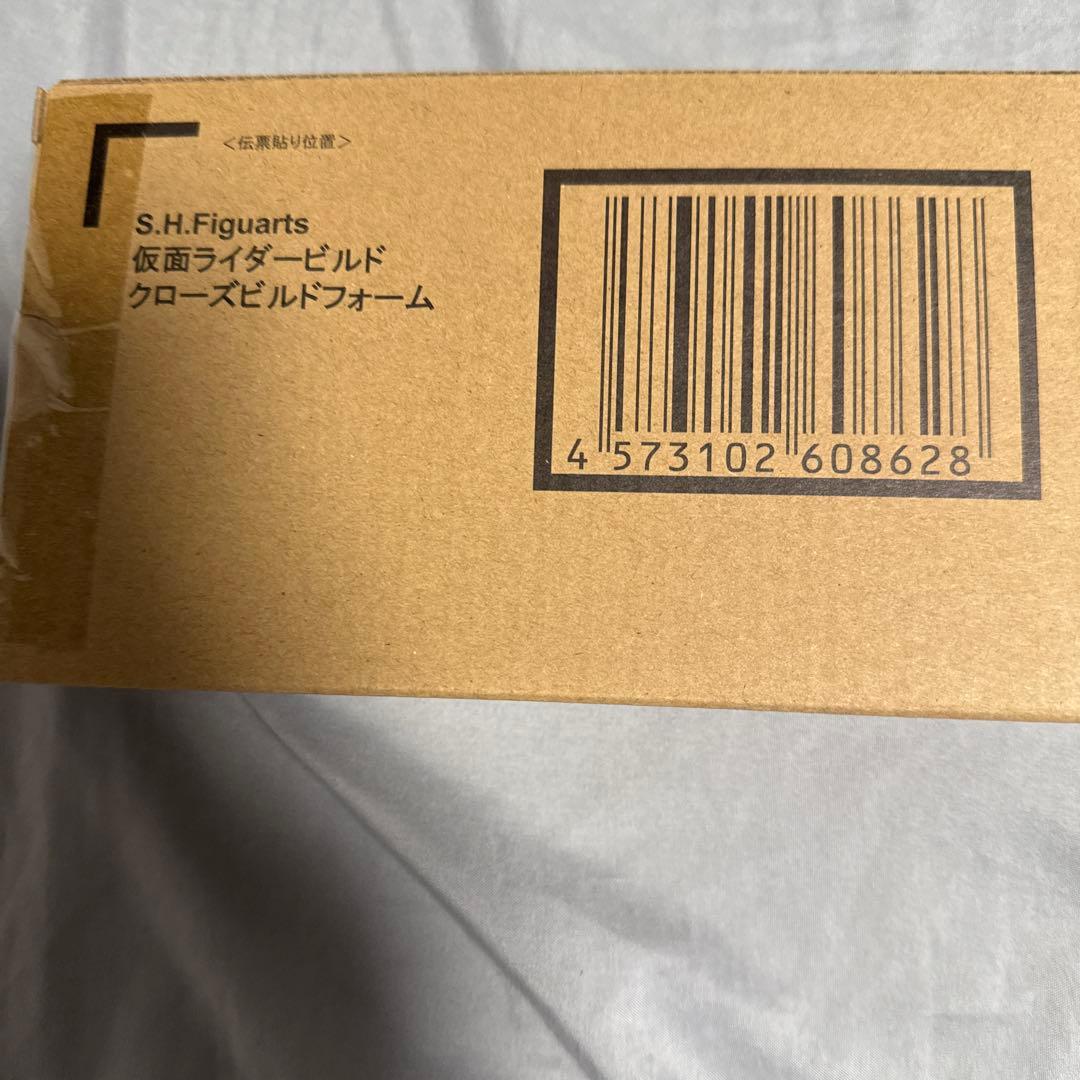 ＜伝票貼り位置＞
S.H.Figuarts
仮面ライダービルド
クローズビルドフォーム
4 573102 608628